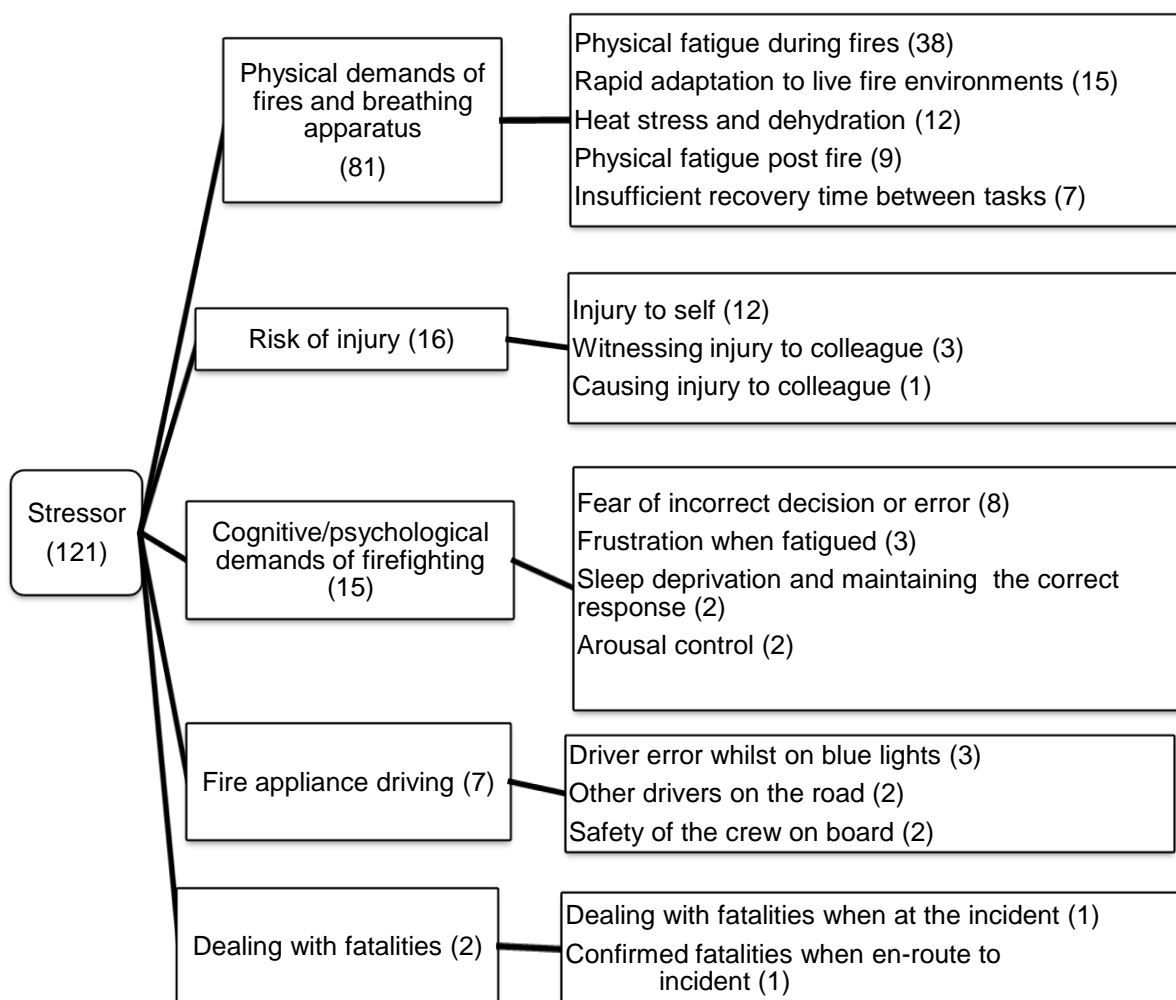 Physical demands of
fires and breathing
apparatus
(81)
Physical fatigue during fires (38)
Rapid adaptation to live fire environments (15)
Heat stress and dehydration (12)
Physical fatigue post fire (9)
Insufficient recovery time between tasks (7)
Risk of injury (16)
Injury to self (12)
Witnessing injury to colleague (3)
Causing injury to colleague (1)
Stressor
(121)
Cognitive/psychological
demands of firefighting
(15)
Fear of incorrect decision or error (8)
Frustration when fatigued (3)
Sleep deprivation and maintaining the correct
response (2)
Arousal control (2)
Fire appliance driving (7)
Driver error whilst on blue lights (3)
Other drivers on the road (2)
Safety of the crew on board (2)
Dealing with fatalities (2)
Dealing with fatalities when at the incident (1)
Confirmed fatalities when en-route to
incident (1)